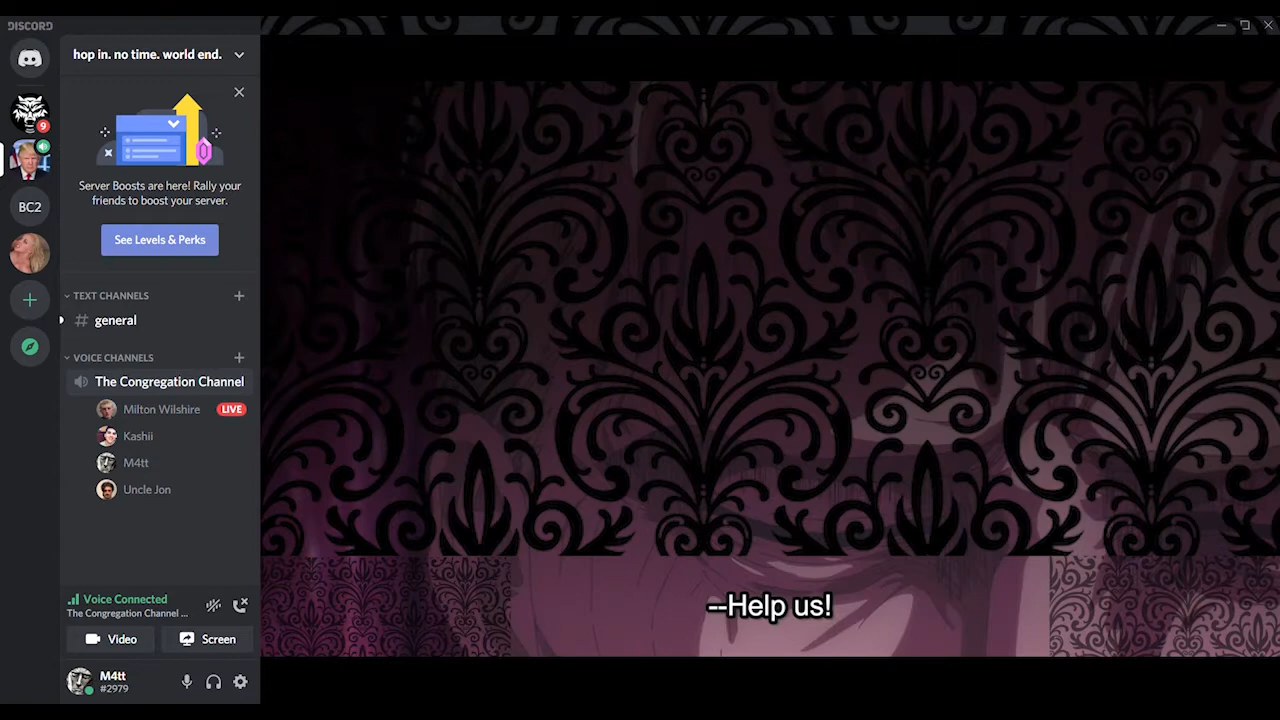 DISCORD
hop in. no time. world end.
9
BC2
Server Boosts are here! Rally your
friends to boost your server.
See Levels & Perks
TEXT CHANNELS
# general
VOICE CHANNELS
The Congregation Channel
Milton Wilshire LIVE
Kashii
M4tt
Uncle Jon
Voice Connected
The Congregation Channel ...
Video Screen
M4tt
#2979
--Help us!